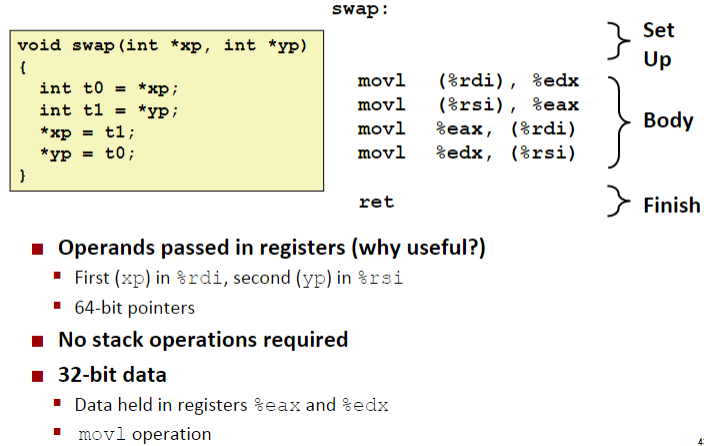 swap:
void swap(int *xp, int *yp)
{
  int t0 = *xp;
  int t1 = *yp;
  *xp = t1;
  *yp = t0;
}
Set
Up
movl (%rdi), %edx
movl (%rsi), %eax
movl %eax, (%rdi)
movl %edx, (%rsi)
Body
ret
Finish
Operands passed in registers (why useful?)
First (xp) in %rdi, second (yp) in %rsi
64-bit pointers
No stack operations required
32-bit data
Data held in registers %eax and %edx
movl operation